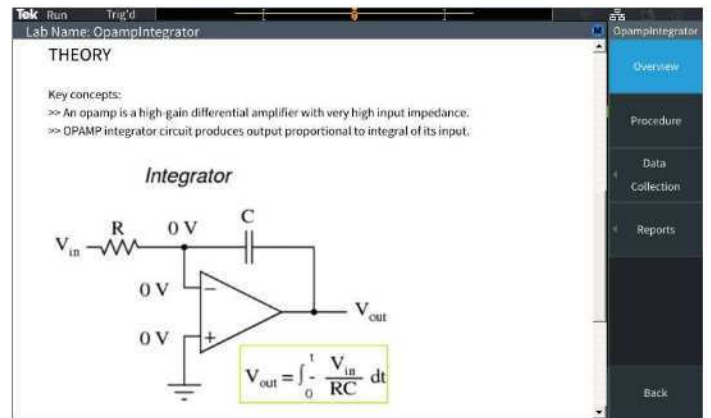 Tek Run Trig'd
Lab Name: OpampIntegrator
OpampIntegrator
THEORY
Key concepts:
>> An opamp is a high-gain differential amplifier with very high input impedance.
>> OPAMP integrator circuit produces output proportional to integral of its input.
Integrator
R 0 V C
Vin
0 V
Vout
0 V
Vout = ∫0t - Vin/RC dt
Overview
Procedure
Data
Collection
Reports
Back